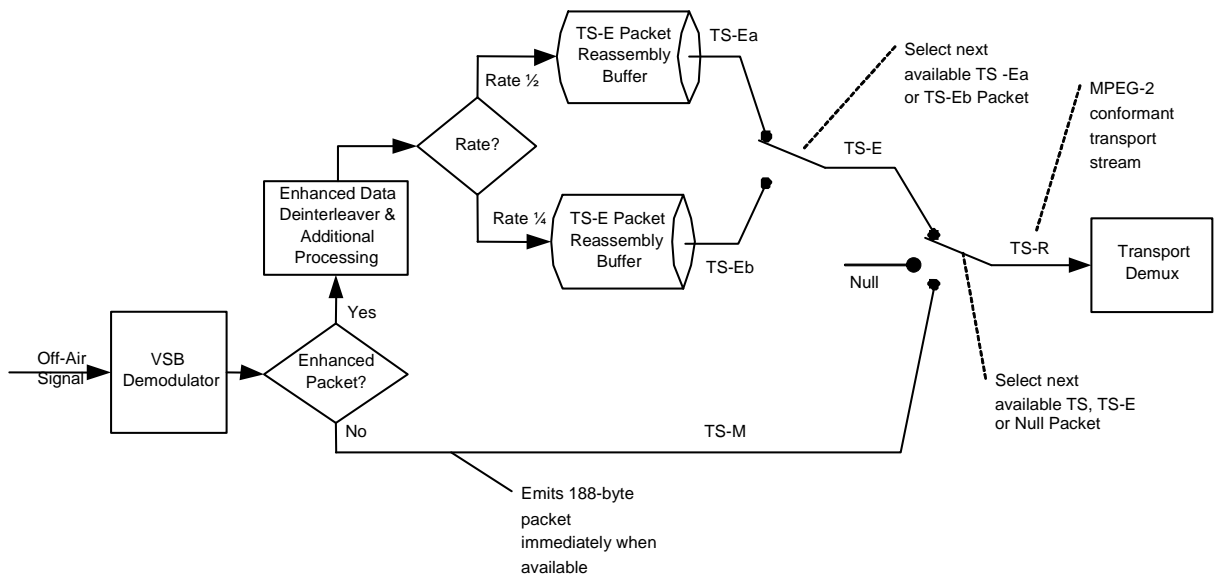 TS-E Packet
Reassembly
Buffer
TS-Ea
Select next
available TS -Ea
or TS-Eb Packet
MPEG-2
conformant
transport
stream
Rate ½
Rate?
TS-E
Enhanced Data
Deinterleaver &
Additional
Processing
Rate ¼
TS-E Packet
Reassembly
Buffer
TS-Eb
TS-R
Transport
Demux
Null
Yes
Off-Air
Signal
VSB
Demodulator
Enhanced
Packet?
Select next
available TS, TS-E
or Null Packet
No
TS-M
Emits 188-byte
packet
immediately when
available